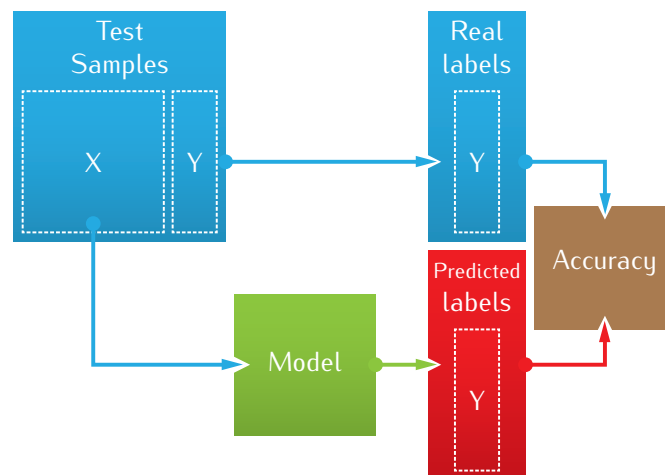 Test
Samples
X
Y
Real
labels
Y
Accuracy
Predicted
labels
Y
Model